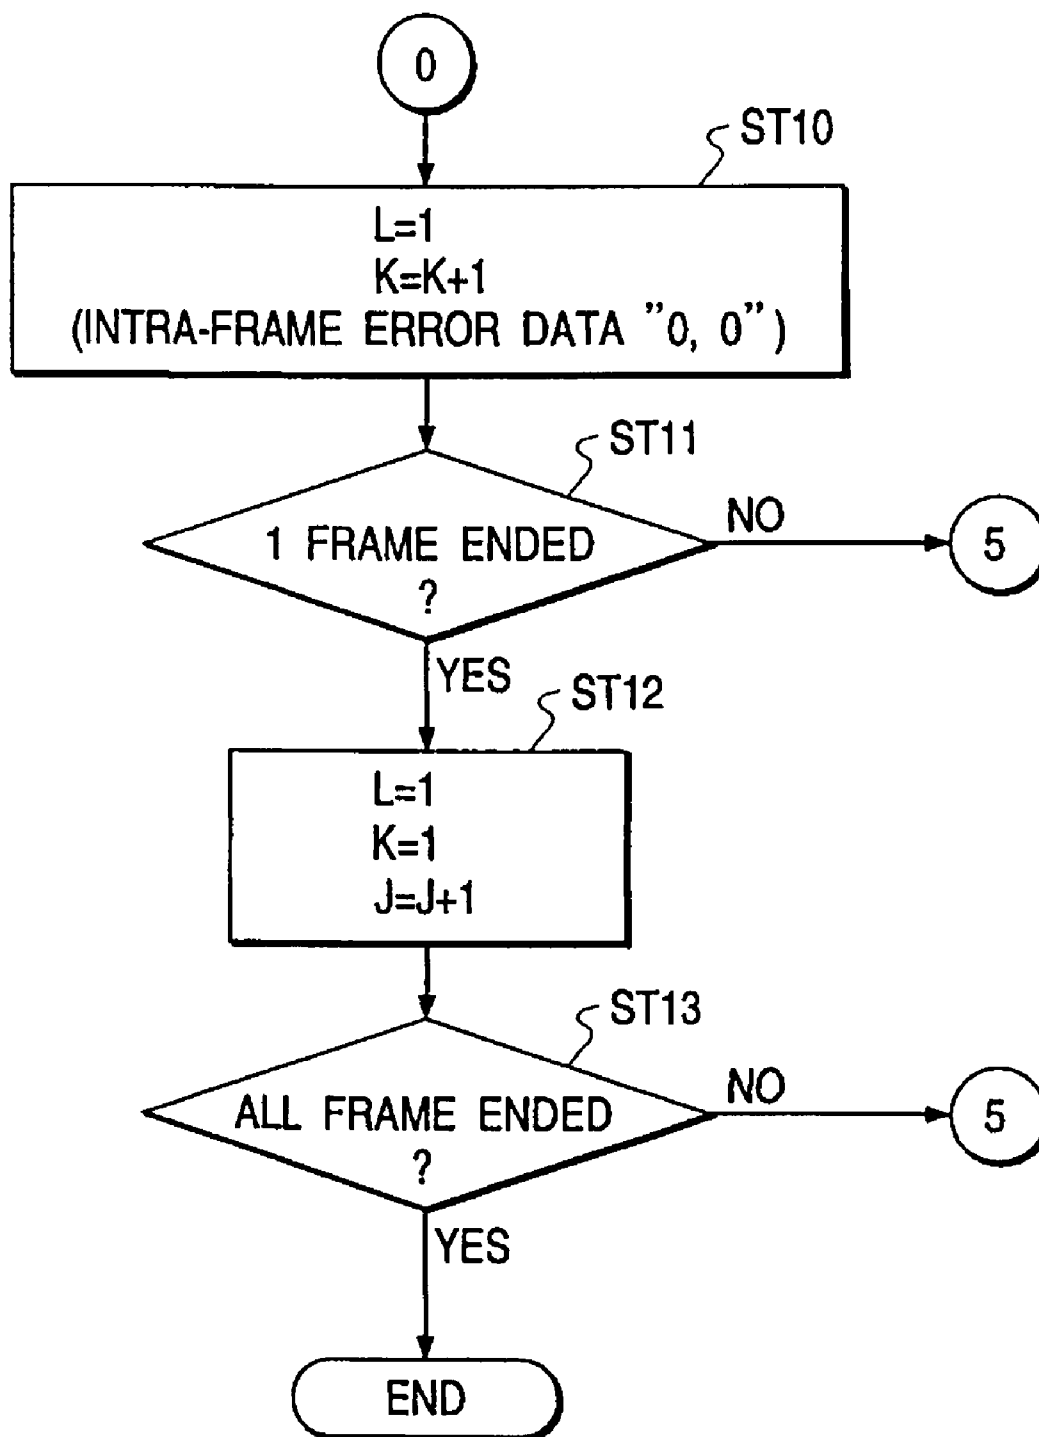 0
ST10
L=1
K=K+1
(INTRA-FRAME ERROR DATA "0, 0")
ST11
1 FRAME ENDED
?
NO
5
YES
ST12
L=1
K=1
J=J+1
ST13
ALL FRAME ENDED
?
NO
5
YES
END